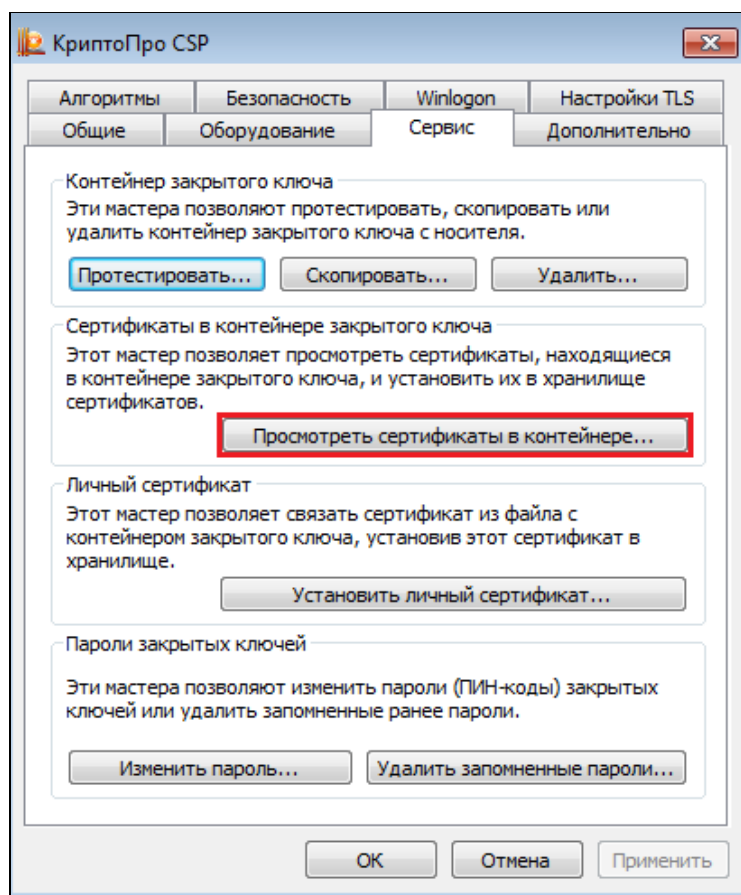 КриптоПро CSP
Алгоритмы Безопасность Winlogon Настройки TLS
Общие Оборудование Сервис Дополнительно
Контейнер закрытого ключа
Эти мастера позволяют протестировать, скопировать или
удалить контейнер закрытого ключа с носителя.
Протестировать... Скопировать... Удалить...
Сертификаты в контейнере закрытого ключа
Этот мастер позволяет просмотреть сертификаты, находящиеся
в контейнере закрытого ключа, и установить их в хранилище
сертификатов.
Просмотреть сертификаты в контейнере...
Личный сертификат
Этот мастер позволяет связать сертификат из файла с
контейнером закрытого ключа, установив этот сертификат в
хранилище.
Установить личный сертификат...
Пароли закрытых ключей
Эти мастера позволяют изменить пароли (ПИН-коды) закрытых
ключей или удалить запомненные ранее пароли.
Изменить пароль... Удалить запомненные пароли...
ОК Отмена Применить